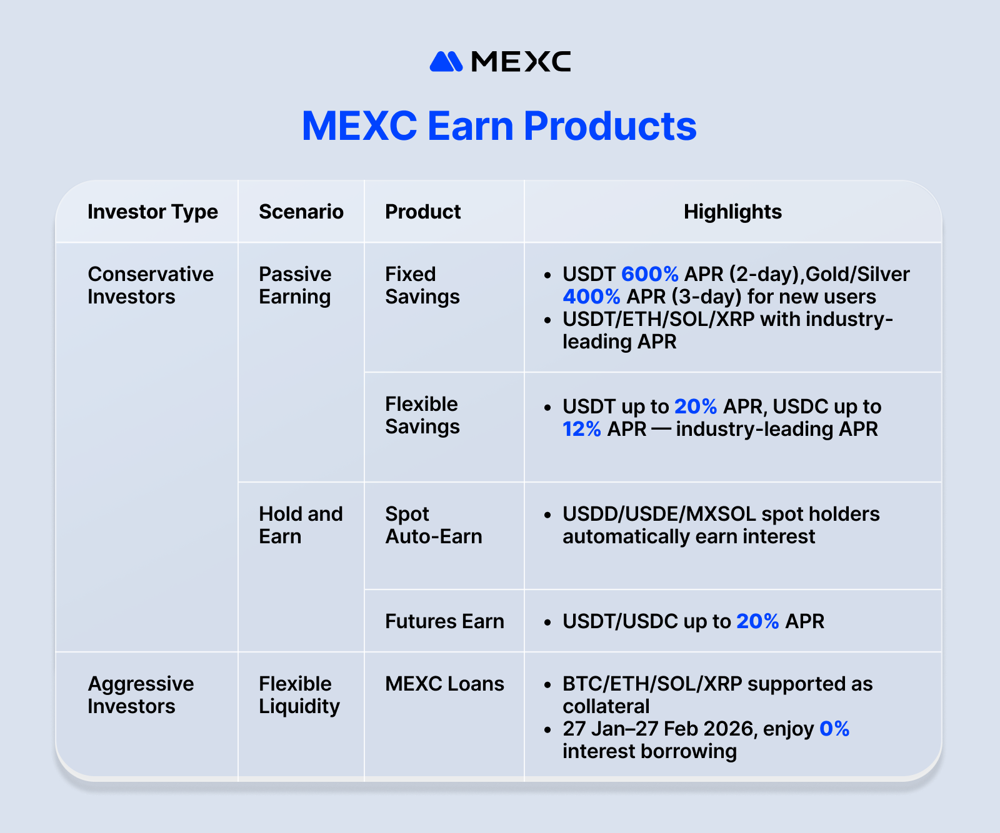 MEXC
MEXC Earn Products
Investor Type
Scenario
Product
Highlights
Conservative
Investors
Passive
Earning
Fixed
Savings
• USDT 600% APR (2-day),Gold/Silver
400% APR (3-day) for new users
• USDT/ETH/SOL/XRP with industry-
leading APR
Flexible
Savings
• USDT up to 20% APR, USDC up to
12% APR — industry-leading APR
Hold and
Earn
Spot
Auto-Earn
• USDD/USDE/MXSOL spot holders
automatically earn interest
Futures Earn
• USDT/USDC up to 20% APR
Aggressive
Investors
Flexible
Liquidity
MEXC Loans
• BTC/ETH/SOL/XRP supported as
collateral
• 27 Jan–27 Feb 2026, enjoy 0%
interest borrowing